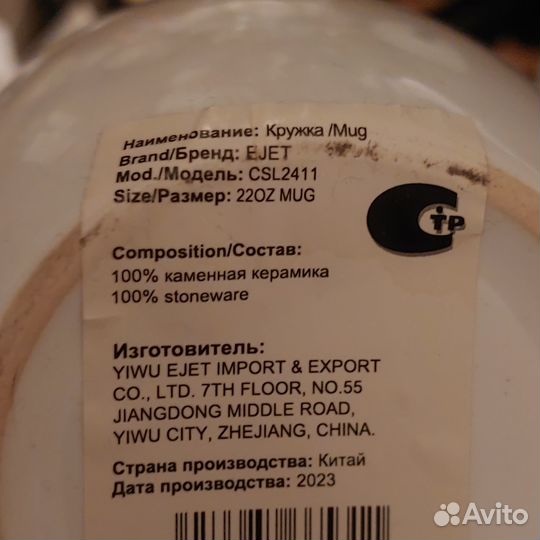 Наименование: Кружка /Mug
Brand/Бренд: EJET
Mod./Модель: CSL2411
Size/Размер: 22OZ MUG
СТР
Composition/Состав:
100% каменная керамика
100% stoneware
Изготовитель:
YIWU EJET IMPORT & EXPORT
CO., LTD. 7TH FLOOR, NO.55
JIANGDONG MIDDLE ROAD,
YIWU CITY, ZHEJIANG, CHINA.
Страна производства: Китай
Дата производства: 2023
Avito